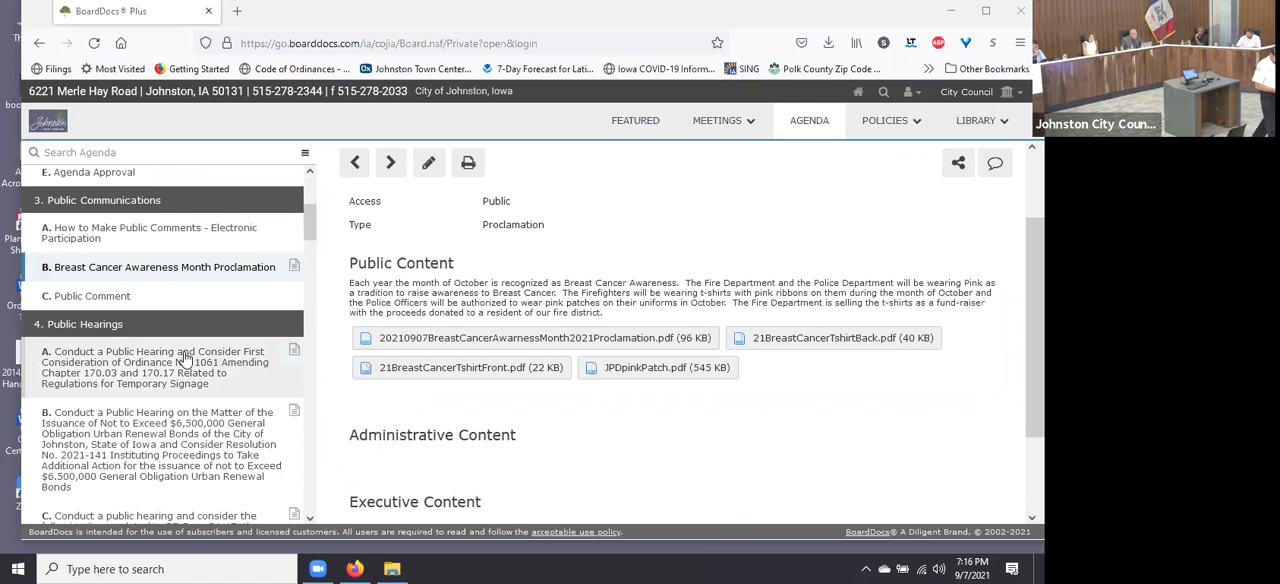 BoardDocs® Plus
https://go.boarddocs.com/ia/cojia/Board.nsf/Private?open&login
Filings Most Visited Getting Started Code of Ordinances -... Johnston Town Center... 7-Day Forecast for Lati... Iowa COVID-19 Inform... SING Polk County Zip Code ... Other Bookmarks
6221 Merle Hay Road | Johnston, IA 50131 | 515-278-2344 | f 515-278-2033 City of Johnston, Iowa City Council
Johnston City Coun...
Johnston
FEATURED MEETINGS AGENDA POLICIES LIBRARY
Search Agenda
E. Agenda Approval
3. Public Communications
A. How to Make Public Comments - Electronic
Participation
B. Breast Cancer Awareness Month Proclamation
C. Public Comment
4. Public Hearings
A. Conduct a Public Hearing and Consider First
Consideration of Ordinance 1061 Amending
Chapter 170.03 and 170.17 Related to
Regulations for Temporary Signage
B. Conduct a Public Hearing on the Matter of the
Issuance of Not to Exceed $6,500,000 General
Obligation Urban Renewal Bonds of the City of
Johnston, State of Iowa and Consider Resolution
No. 2021-141 Instituting Proceedings to Take
Additional Action for the issuance of not to Exceed
$6,500,000 General Obligation Urban Renewal
Bonds
C. Conduct a public hearing and consider the
Access Public
Type Proclamation
Public Content
Each year the month of October is recognized as Breast Cancer Awareness. The Fire Department and the Police Department will be wearing Pink as
a tradition to raise awareness to Breast Cancer. The Firefighters will be wearing t-shirts with pink ribbons on them during the month of October and
the Police Officers will be authorized to wear pink patches on their uniforms in October. The Fire Department is selling the t-shirts as a fund-raiser
with the proceeds donated to a resident of our fire district.
20210907BreastCancerAwarnessMonth2021Proclamation.pdf (96 KB) 21BreastCancerTshirtBack.pdf (40 KB)
21BreastCancerTshirtFront.pdf (22 KB) JPDpinkPatch.pdf (545 KB)
Administrative Content
Executive Content
BoardDocs is intended for the use of subscribers and licensed customers. All users are required to read and follow the acceptable use policy. BoardDocs® A Diligent Brand, © 2002-2021
Type here to search
7:16 PM
9/7/2021